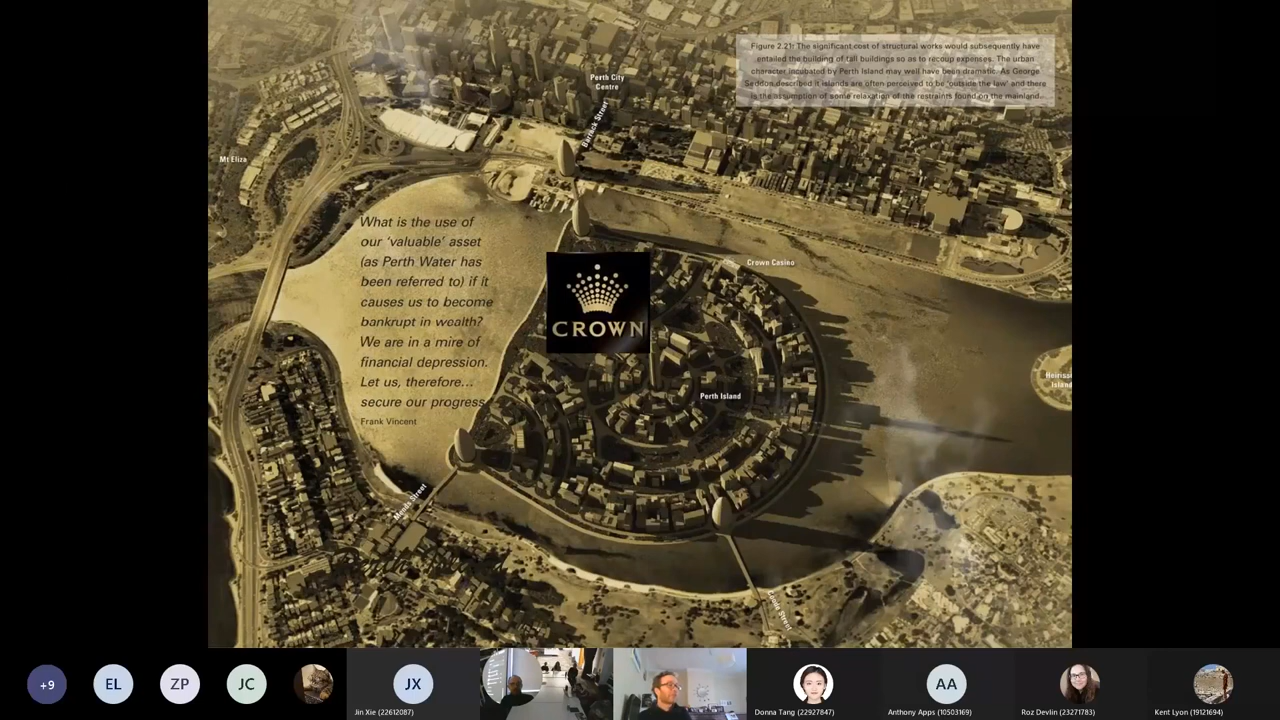 Figure 2.21: The significant cost of structural works would subsequently have
entailed the building of tall buildings so as to recoup expenses. The urban
character incubated by Perth Island may well have been dramatic. As George
Seddon described it islands are often perceived to be 'outside the law' and there
is the assumption of some relaxation of the restraints found on the mainland.
Perth City
Centre
Barrack Street
Mt Eliza
What is the use of
our 'valuable' asset
(as Perth Water has
been referred to) if it
causes us to become
bankrupt in wealth?
We are in a mire of
financial depression.
Let us, therefore...
secure our progress
Frank Vincent
Crown Casino
CROWN
Perth Island
Island
Mends Street
Coode Street
+9
EL
ZP
JC
JX
AA
Jin Xie (22612087)
Donna Tang (22927847)
Anthony Apps (10503169)
Roz Devlin (23271783)
Kent Lyon (19121694)